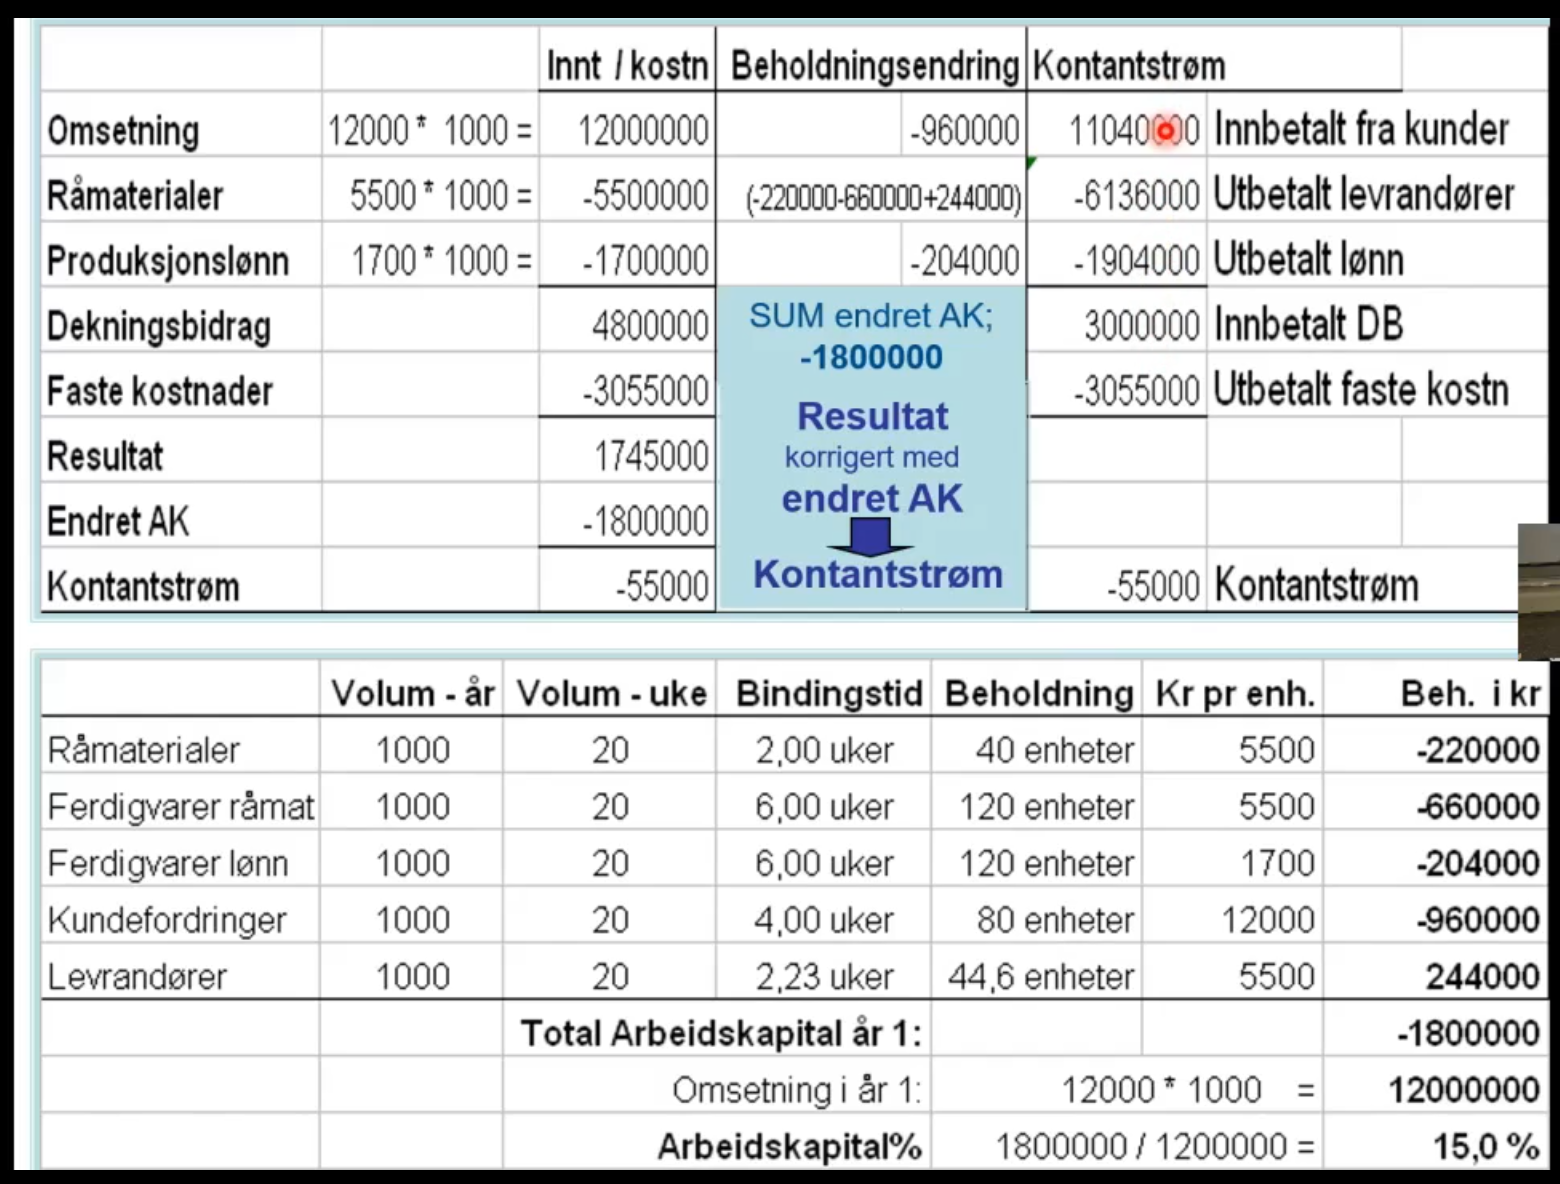 Innt / kostn Beholdningsendring Kontantstrøm
Omsetning 12000 * 1000 = 12000000 -960000 11040000 Innbetalt fra kunder
Råmaterialer 5500 * 1000 = -5500000 (-220000-660000+244000) -6136000 Utbetalt levrandører
Produksjonslønn 1700 * 1000 = -1700000 -204000 -1904000 Utbetalt lønn
Dekningsbidrag 4800000 SUM endret AK; 3000000 Innbetalt DB
-1800000
Faste kostnader -3055000 Resultat -3055000 Utbetalt faste kostn
Resultat 1745000 korrigert med
Endret AK -1800000 endret AK
Kontantstrøm -55000 Kontantstrøm -55000 Kontantstrøm
Volum - år Volum - uke Bindingstid Beholdning Kr pr enh. Beh. i kr
Råmaterialer 1000 20 2,00 uker 40 enheter 5500 -220000
Ferdigvarer råmat 1000 20 6,00 uker 120 enheter 5500 -660000
Ferdigvarer lønn 1000 20 6,00 uker 120 enheter 1700 -204000
Kundefordringer 1000 20 4,00 uker 80 enheter 12000 -960000
Levrandører 1000 20 2,23 uker 44,6 enheter 5500 244000
Total Arbeidskapital år 1: -1800000
Omsetning i år 1: 12000 * 1000 = 12000000
Arbeidskapital% 1800000 / 1200000 = 15,0 %